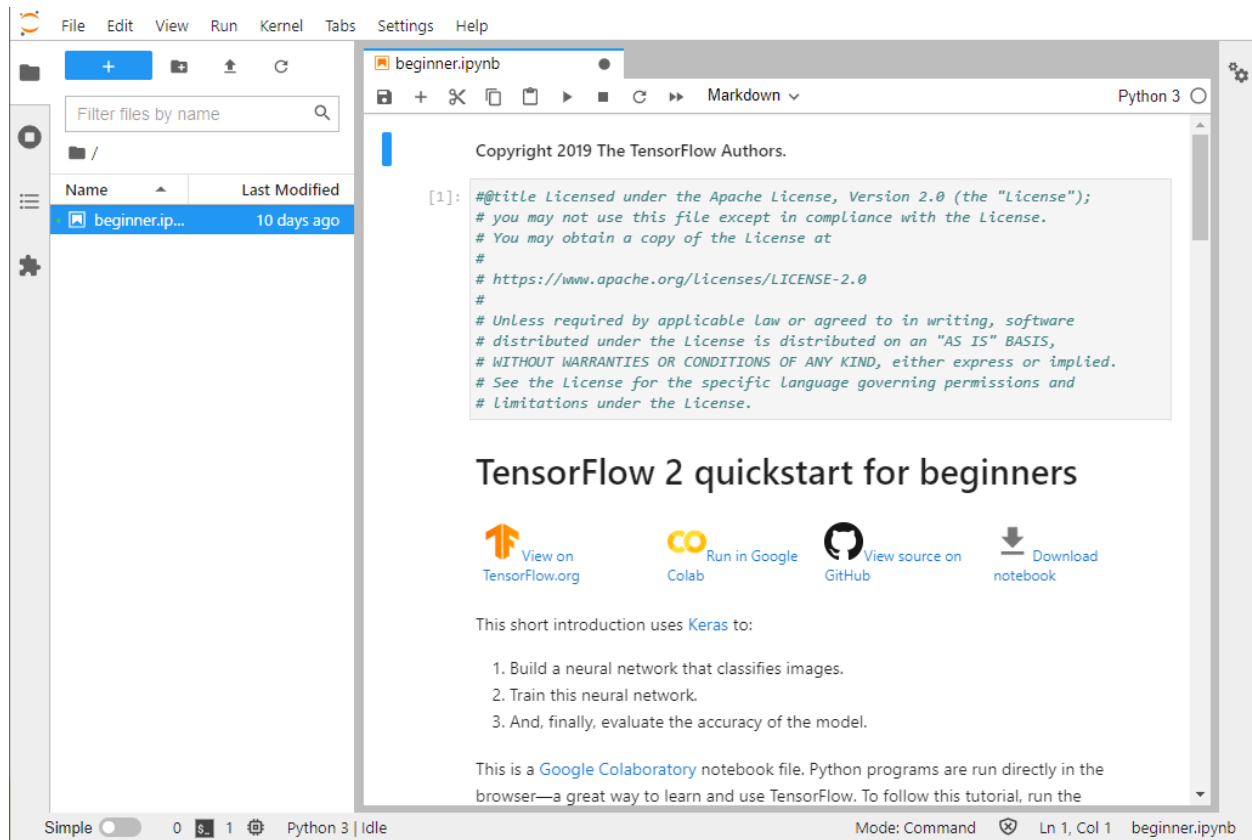 File Edit View Run Kernel Tabs Settings Help
+
Filter files by name
/
Name Last Modified
beginner.ip... 10 days ago
beginner.ipynb
Markdown
Python 3
Copyright 2019 The TensorFlow Authors.
[1]: #@title Licensed under the Apache License, Version 2.0 (the "License");
# you may not use this file except in compliance with the License.
# You may obtain a copy of the License at
#
# https://www.apache.org/licenses/LICENSE-2.0
#
# Unless required by applicable law or agreed to in writing, software
# distributed under the License is distributed on an "AS IS" BASIS,
# WITHOUT WARRANTIES OR CONDITIONS OF ANY KIND, either express or implied.
# See the License for the specific language governing permissions and
# limitations under the License.
TensorFlow 2 quickstart for beginners
View on
TensorFlow.org
Run in Google
Colab
View source on
GitHub
Download
notebook
This short introduction uses Keras to:
1. Build a neural network that classifies images.
2. Train this neural network.
3. And, finally, evaluate the accuracy of the model.
This is a Google Colaboratory notebook file. Python programs are run directly in the
browser—a great way to learn and use TensorFlow. To follow this tutorial, run the
Simple 0 $_ 1 Python 3 | Idle Mode: Command Ln 1, Col 1 beginner.ipynb